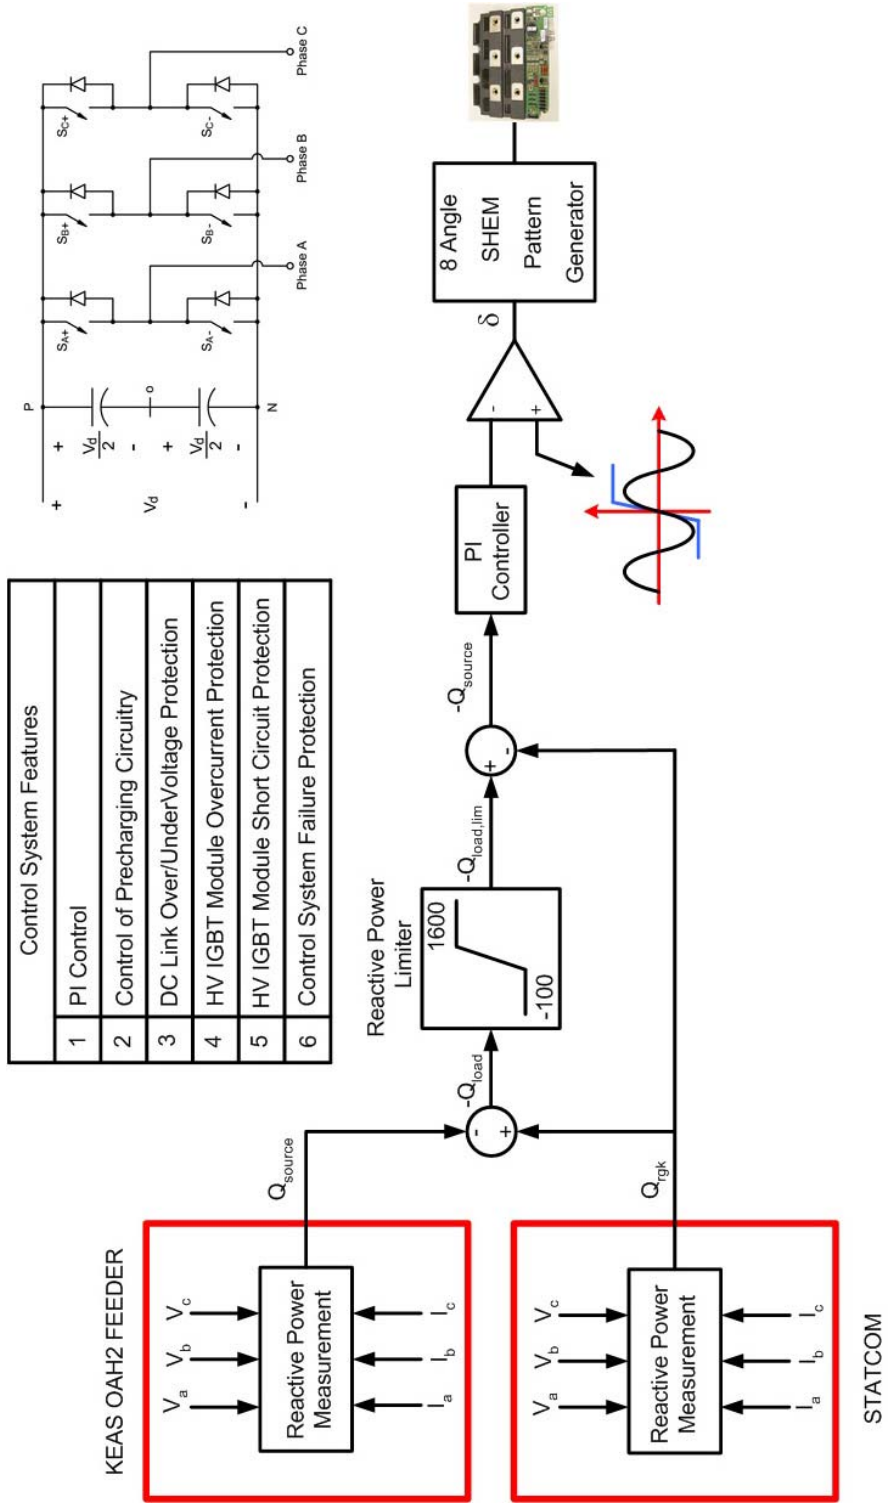 Control System Features
1 PI Control
2 Control of Precharging Circuitry
3 DC Link Over/UnderVoltage Protection
4 HV IGBT Module Overcurrent Protection
5 HV IGBT Module Short Circuit Protection
6 Control System Failure Protection
+
Vd
-
P
+
Vd
2
-
o
+
Vd
2
-
N
SA+
SA-
Phase A
SB+
SB-
Phase B
SC+
SC-
Phase C
KEAS OAH2 FEEDER
Va Vb Vc
Reactive Power
Measurement
Ia Ib Ic
Qsource
STATCOM
Va Vb Vc
Reactive Power
Measurement
Ia Ib Ic
Qrgk
-
+
-Qload
Reactive Power
Limiter
1600
-100
-Qload,lim
+
-
-Qsource
PI
Controller
-
+
δ
8 Angle
SHEM
Pattern
Generator